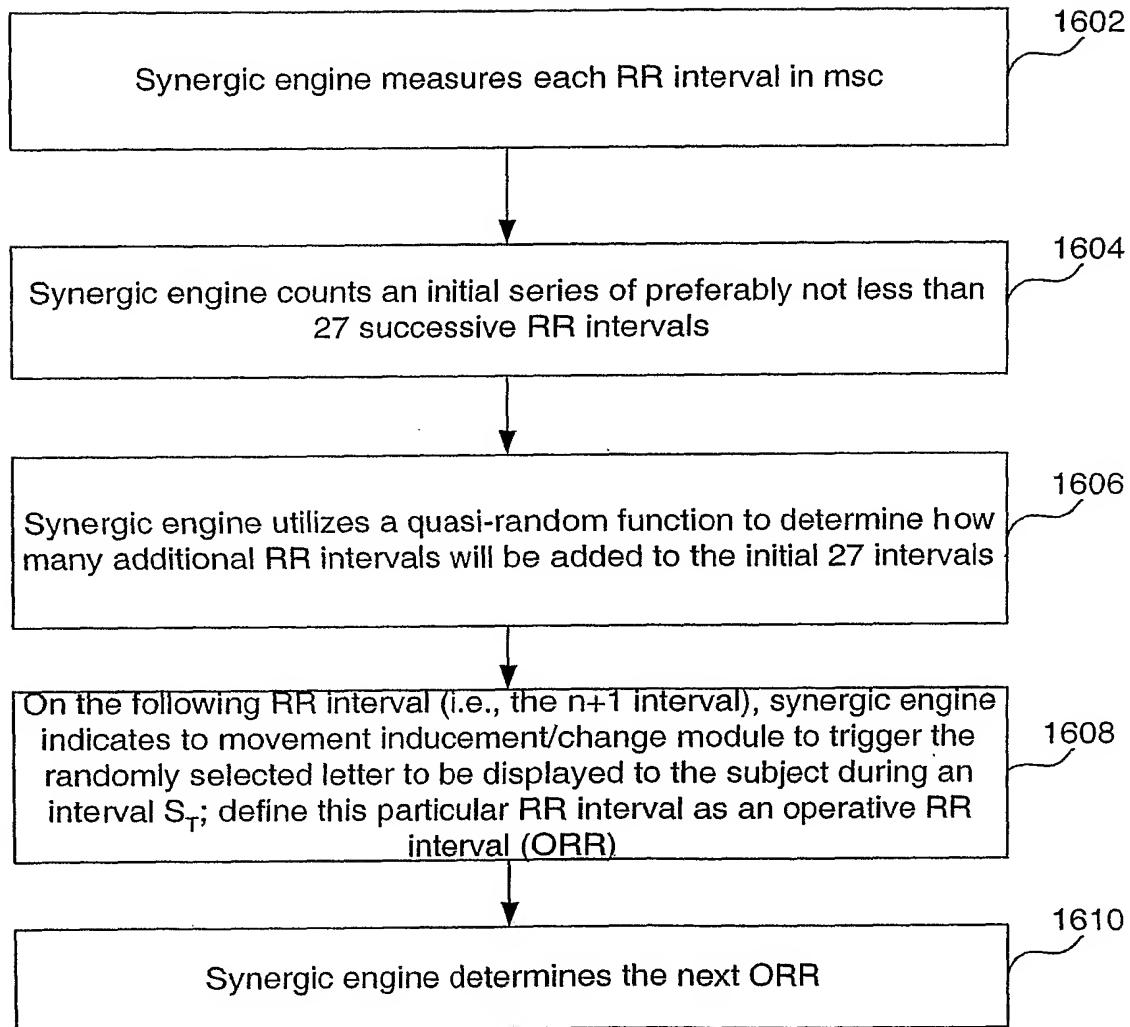 1602
Synergic engine measures each RR interval in msc
1604
Synergic engine counts an initial series of preferably not less than
27 successive RR intervals
1606
Synergic engine utilizes a quasi-random function to determine how
many additional RR intervals will be added to the initial 27 intervals
On the following RR interval (i.e., the n+1 interval), synergic engine
indicates to movement inducement/change module to trigger the
1608
randomly selected letter to be displayed to the subject during an
interval S_T; define this particular RR interval as an operative RR
interval (ORR)
1610
Synergic engine determines the next ORR